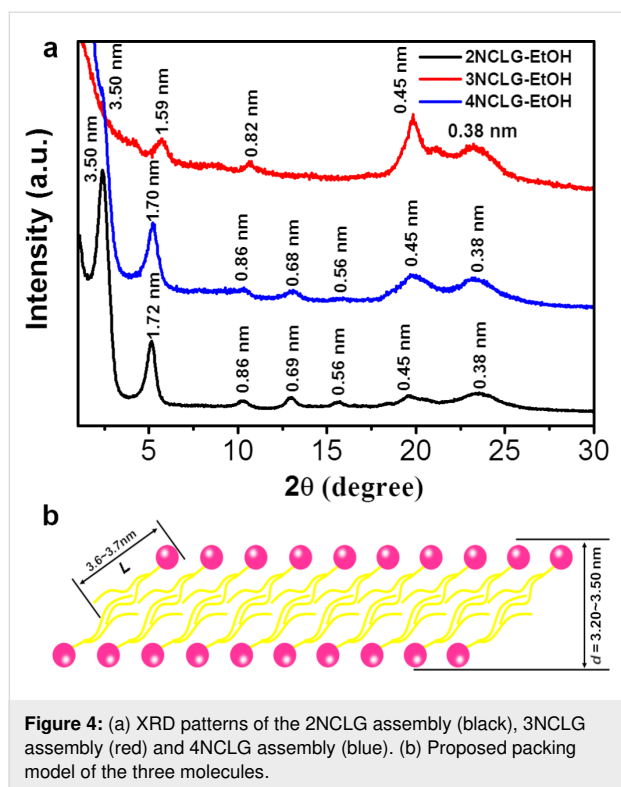 a
Intensity (a.u.)
2NCLG-EtOH
3NCLG-EtOH
4NCLG-EtOH
3.50 nm
3.50 nm
1.59 nm
0.82 nm
0.45 nm
0.38 nm
1.70 nm
0.86 nm
0.68 nm
0.56 nm
0.45 nm
0.38 nm
1.72 nm
0.86 nm
0.69 nm
0.56 nm
0.45 nm
0.38 nm
5 10 15 20 25 30
2θ (degree)
b
3.6~3.7nm
L
d = 3.20~3.50 nm
Figure 4: (a) XRD patterns of the 2NCLG assembly (black), 3NCLG
assembly (red) and 4NCLG assembly (blue). (b) Proposed packing
model of the three molecules.